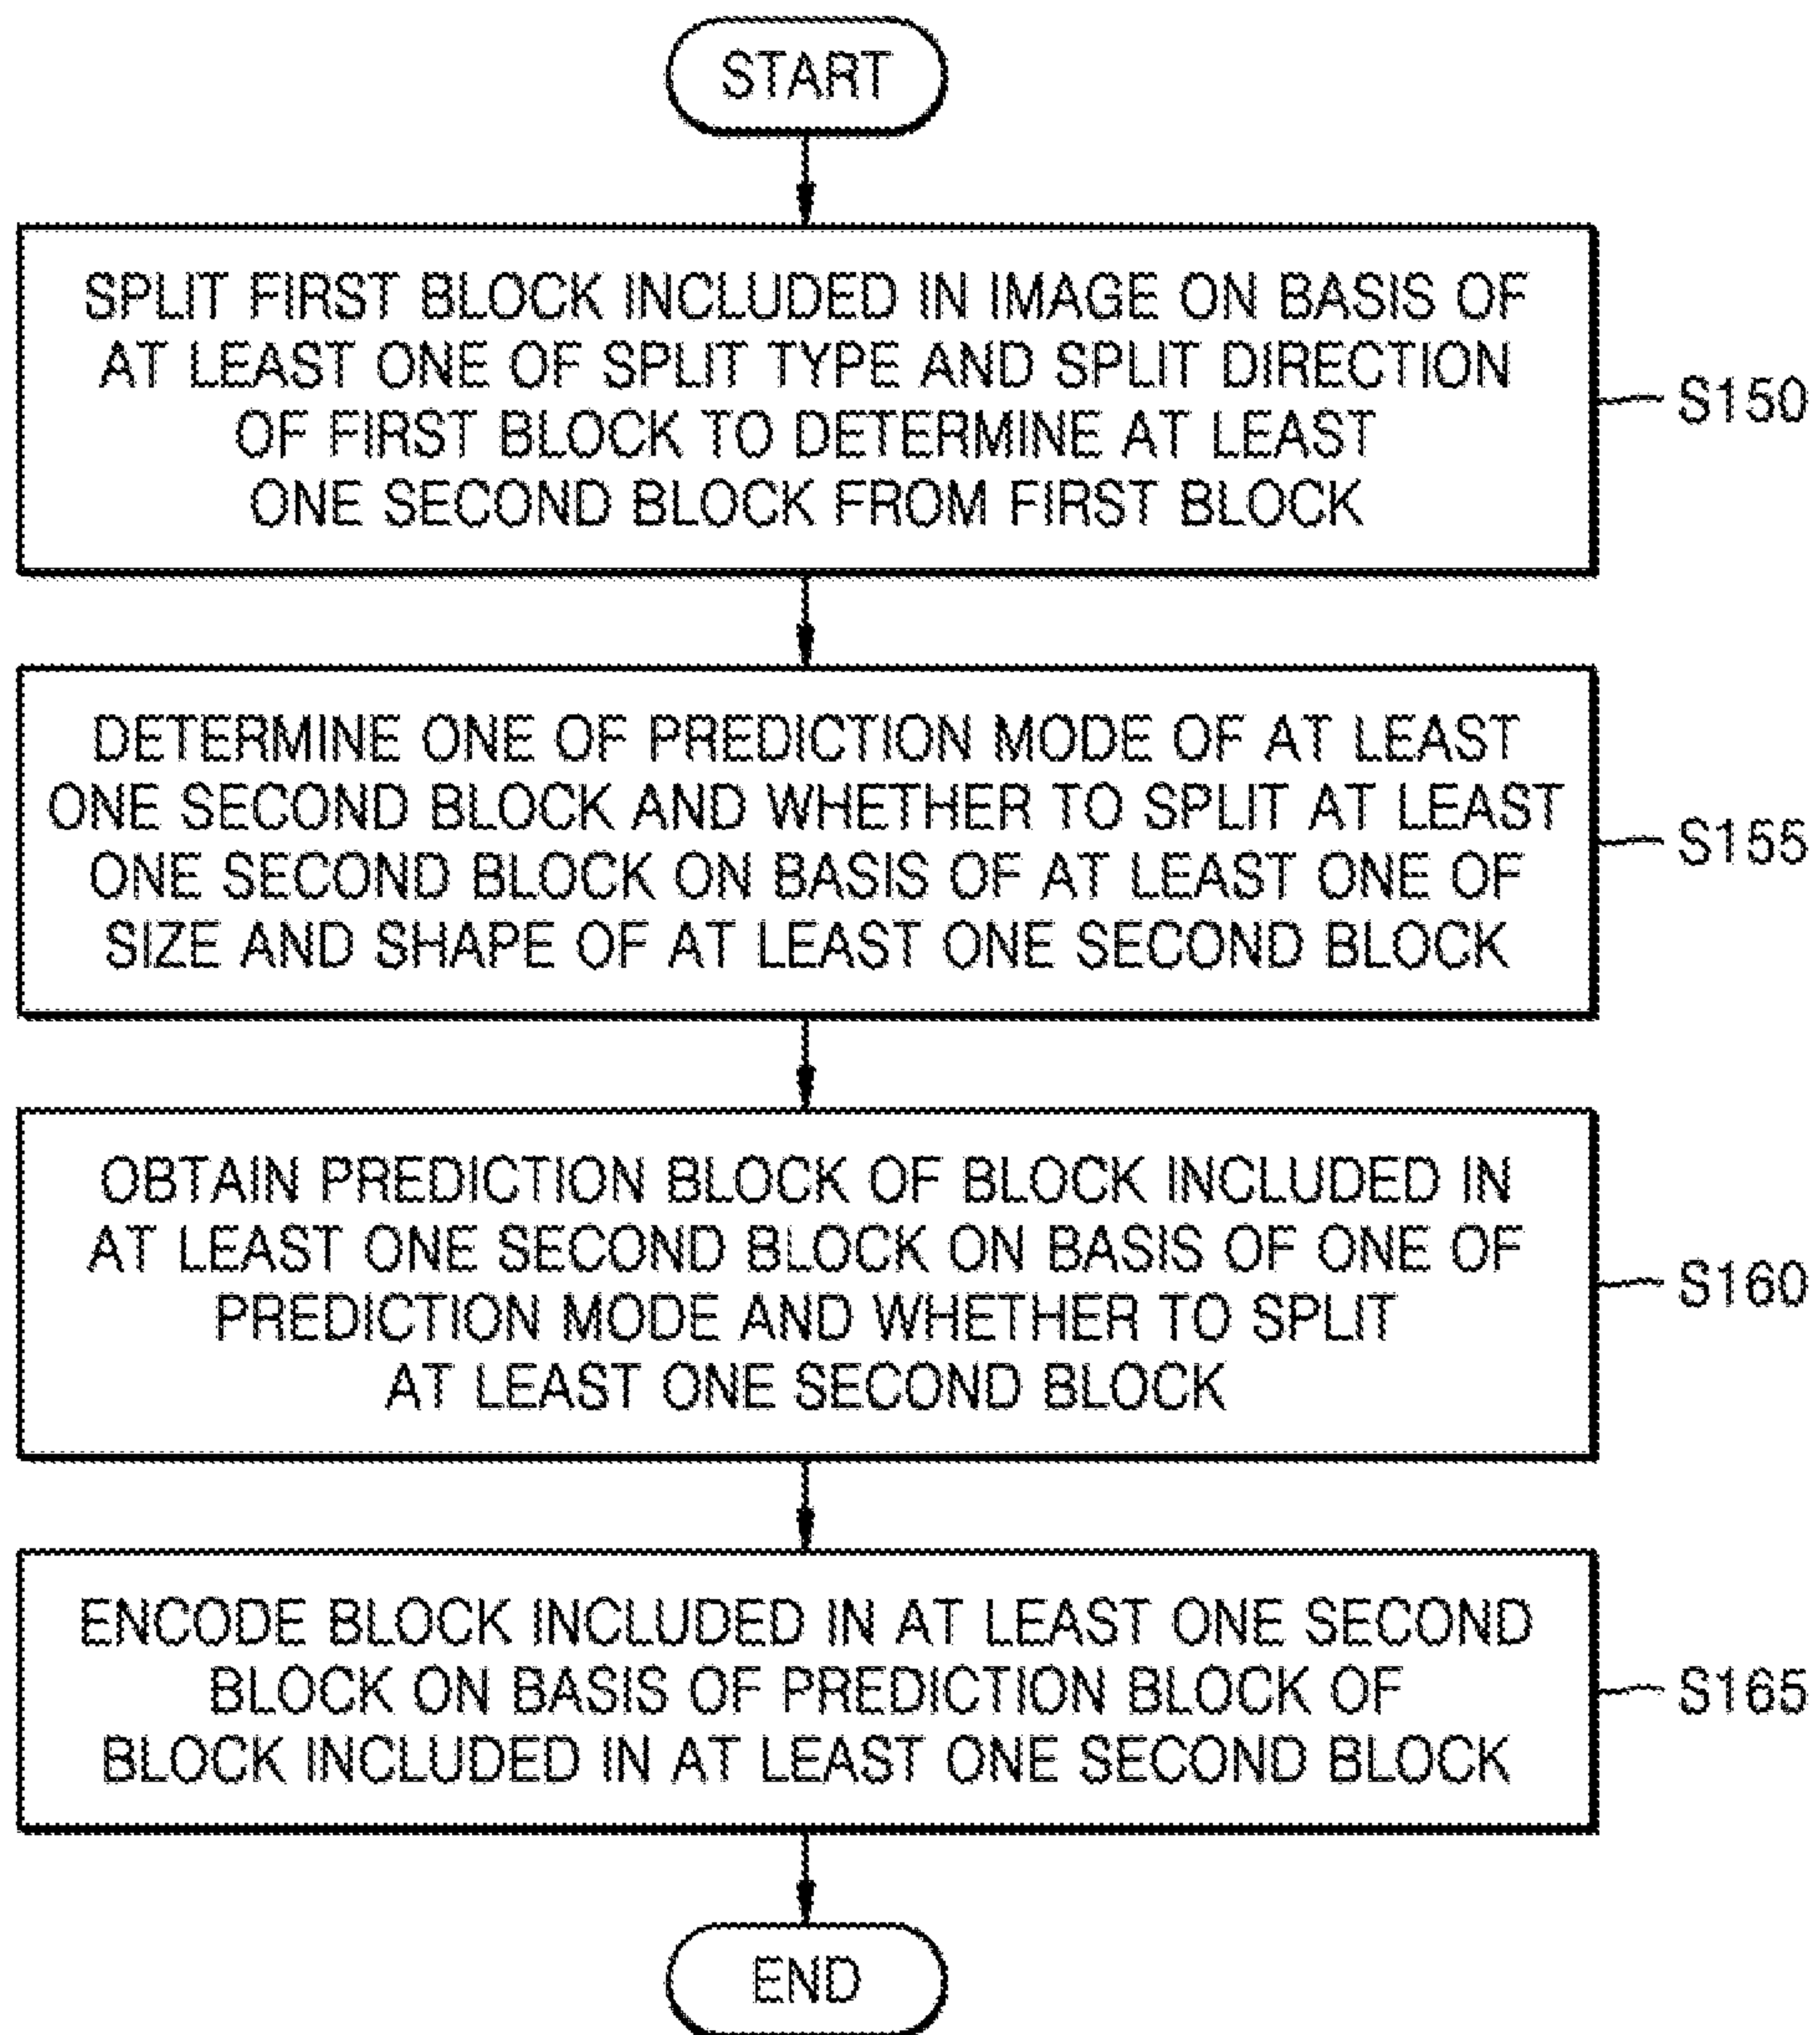 START
SPLIT FIRST BLOCK INCLUDED IN IMAGE ON BASIS OF
AT LEAST ONE OF SPLIT TYPE AND SPLIT DIRECTION
OF FIRST BLOCK TO DETERMINE AT LEAST
ONE SECOND BLOCK FROM FIRST BLOCK
S150
DETERMINE ONE OF PREDICTION MODE OF AT LEAST
ONE SECOND BLOCK AND WHETHER TO SPLIT AT LEAST
ONE SECOND BLOCK ON BASIS OF AT LEAST ONE OF
SIZE AND SHAPE OF AT LEAST ONE SECOND BLOCK
S155
OBTAIN PREDICTION BLOCK OF BLOCK INCLUDED IN
AT LEAST ONE SECOND BLOCK ON BASIS OF ONE OF
PREDICTION MODE AND WHETHER TO SPLIT
AT LEAST ONE SECOND BLOCK
S160
ENCODE BLOCK INCLUDED IN AT LEAST ONE SECOND
BLOCK ON BASIS OF PREDICTION BLOCK OF
BLOCK INCLUDED IN AT LEAST ONE SECOND BLOCK
S165
END